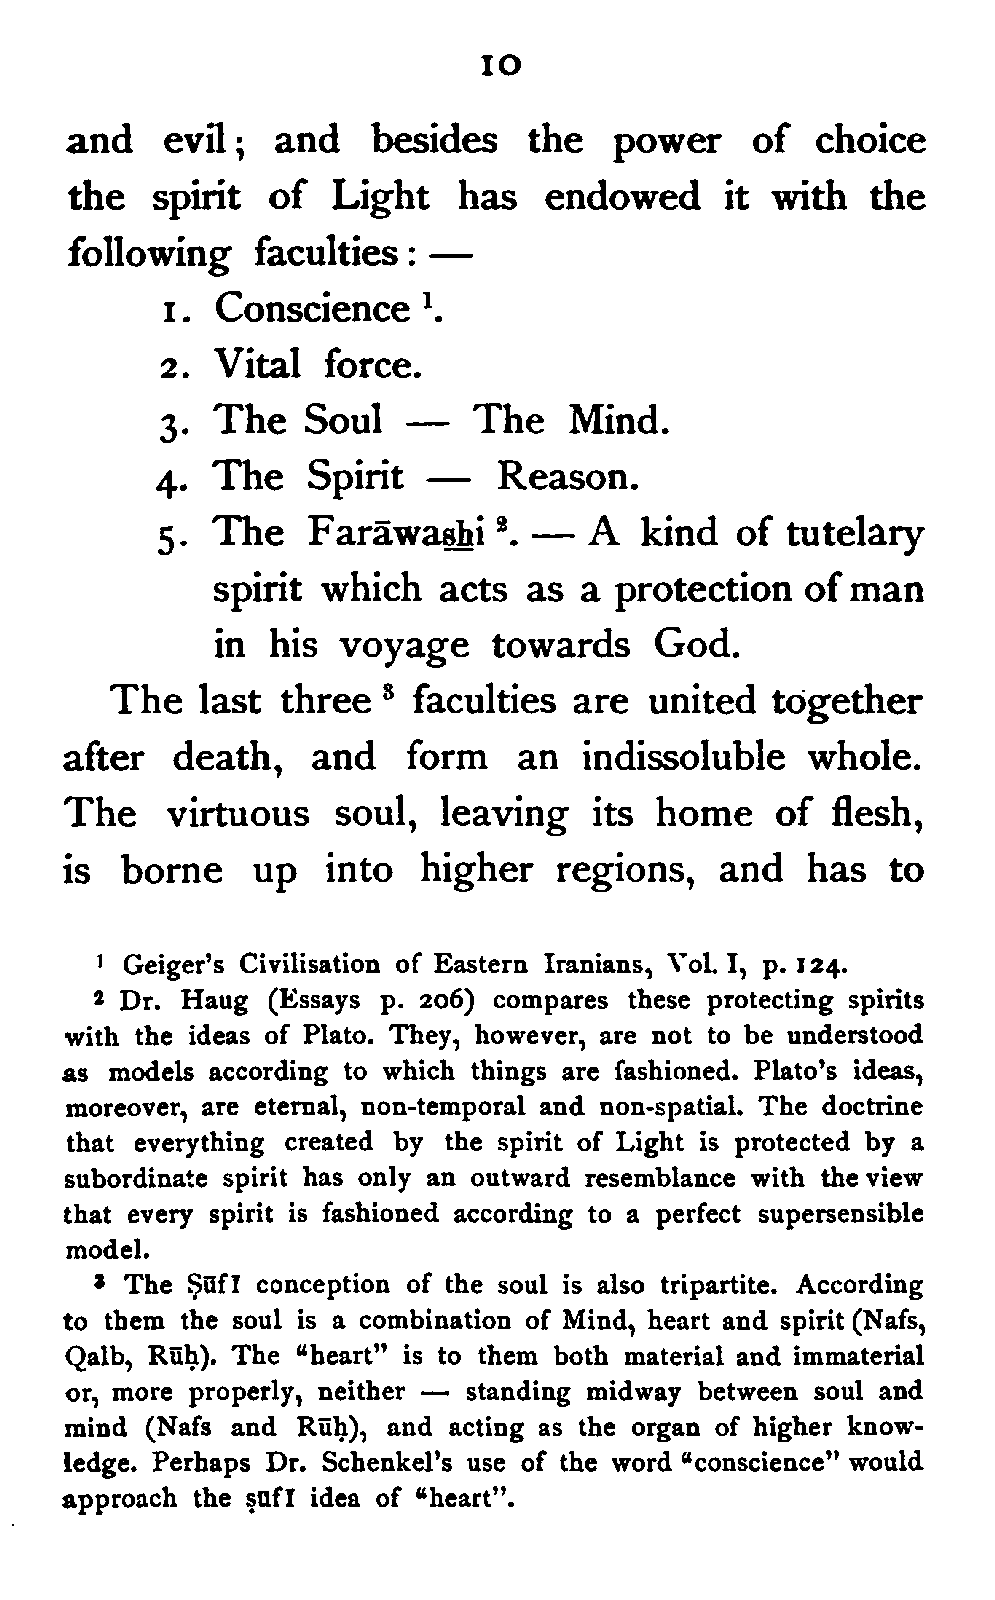 10
and evil; and besides the power of choice
the spirit of Light has endowed it with the
following faculties: —
1. Conscience ¹.
2. Vital force.
3. The Soul — The Mind.
4. The Spirit — Reason.
5. The Farāwas͟hi ². — A kind of tutelary
spirit which acts as a protection of man
in his voyage towards God.
The last three ³ faculties are united together
after death, and form an indissoluble whole.
The virtuous soul, leaving its home of flesh,
is borne up into higher regions, and has to
¹ Geiger's Civilisation of Eastern Iranians, Vol. I, p. 124.
² Dr. Haug (Essays p. 206) compares these protecting spirits
with the ideas of Plato. They, however, are not to be understood
as models according to which things are fashioned. Plato's ideas,
moreover, are eternal, non-temporal and non-spatial. The doctrine
that everything created by the spirit of Light is protected by a
subordinate spirit has only an outward resemblance with the view
that every spirit is fashioned according to a perfect supersensible
model.
³ The Ṣūfī conception of the soul is also tripartite. According
to them the soul is a combination of Mind, heart and spirit (Nafs,
Qalb, Rūḥ). The "heart" is to them both material and immaterial
or, more properly, neither — standing midway between soul and
mind (Nafs and Rūḥ), and acting as the organ of higher know-
ledge. Perhaps Dr. Schenkel's use of the word "conscience" would
approach the ṣūfī idea of "heart".